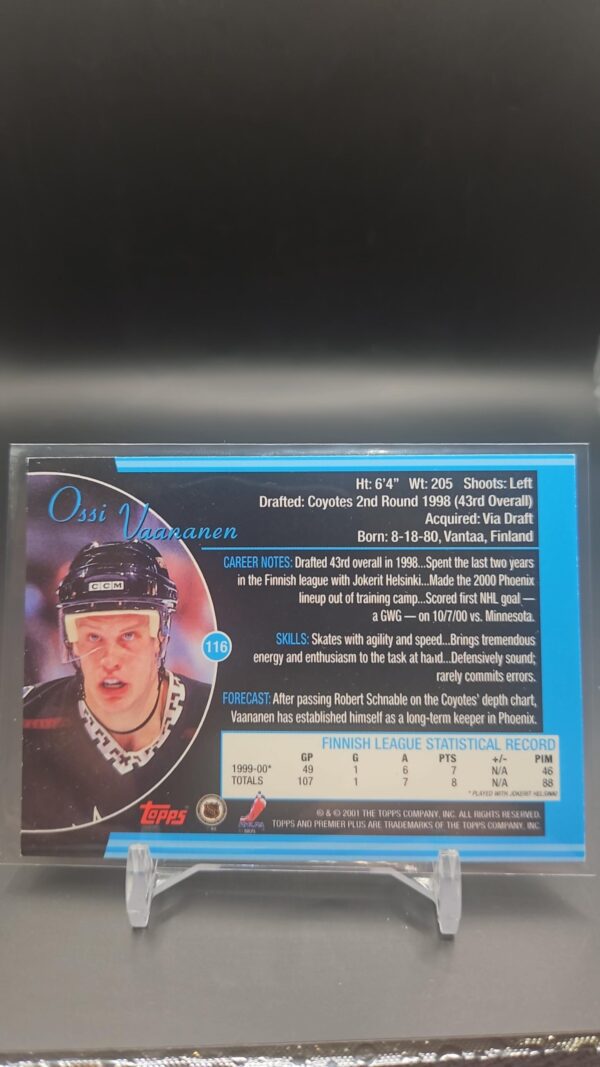 Ossi Vaananen
Ht: 6'4" Wt: 205 Shoots: Left
Drafted: Coyotes 2nd Round 1998 (43rd Overall)
Acquired: Via Draft
Born: 8-18-80, Vantaa, Finland
CCM
116
CAREER NOTES: Drafted 43rd overall in 1998...Spent the last two years
in the Finnish league with Jokerit Helsinki...Made the 2000 Phoenix
lineup out of training camp...Scored first NHL goal —
a GWG — on 10/7/00 vs. Minnesota.
SKILLS: Skates with agility and speed...Brings tremendous
energy and enthusiasm to the task at hand...Defensively sound;
rarely commits errors.
FORECAST: After passing Robert Schnable on the Coyotes' depth chart,
Vaananen has established himself as a long-term keeper in Phoenix.
FINNISH LEAGUE STATISTICAL RECORD
GP G A PTS +/- PIM
1999-00* 49 1 6 7 N/A 46
TOTALS 107 1 7 8 N/A 88
* PLAYED WITH JOKERIT HELSINKI
Topps
® & © 2001 THE TOPPS COMPANY, INC. ALL RIGHTS RESERVED.
TOPPS AND PREMIER PLUS ARE TRADEMARKS OF THE TOPPS COMPANY, INC.